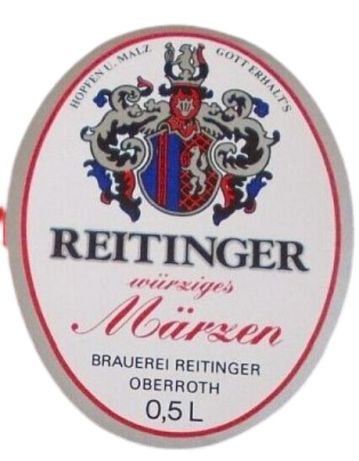 HOPFEN U. MALZ GOTT ERHALT'S
REITINGER
würziges
Märzen
BRAUEREI REITINGER
OBERROTH
0,5 L